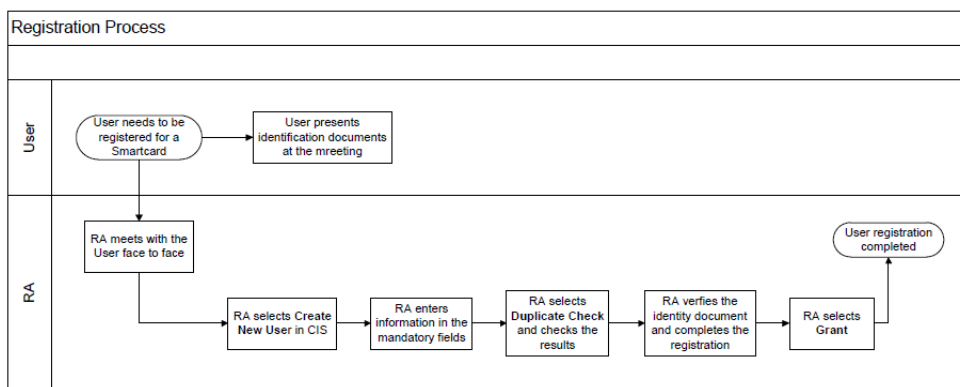 Registration Process
User
User needs to be
registered for a
Smartcard
User presents
identification documents
at the mreeting
RA
RA meets with the
User face to face
RA selects Create
New User in CIS
RA enters
information in the
mandatory fields
RA selects
Duplicate Check
and checks the
results
RA verfies the
identity document
and completes the
registration
RA selects
Grant
User registration
completed